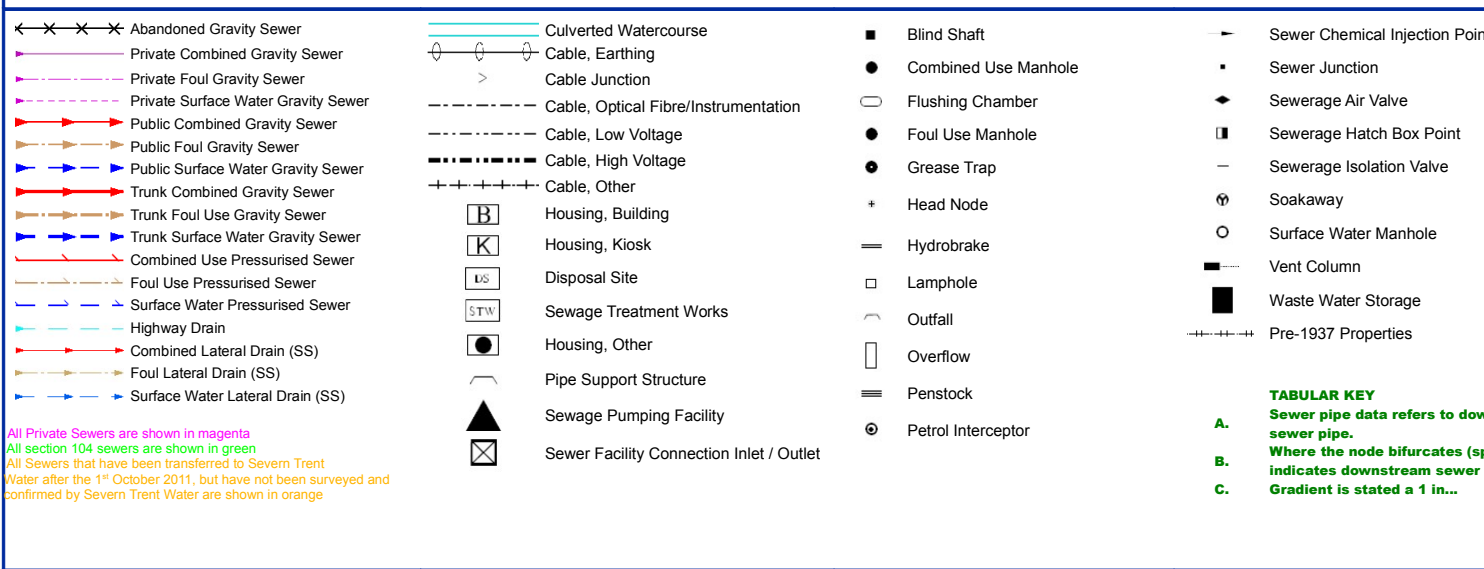 Abandoned Gravity Sewer
Private Combined Gravity Sewer
Private Foul Gravity Sewer
Private Surface Water Gravity Sewer
Public Combined Gravity Sewer
Public Foul Gravity Sewer
Public Surface Water Gravity Sewer
Trunk Combined Gravity Sewer
Trunk Foul Use Gravity Sewer
Trunk Surface Water Gravity Sewer
Combined Use Pressurised Sewer
Foul Use Pressurised Sewer
Surface Water Pressurised Sewer
Highway Drain
Combined Lateral Drain (SS)
Foul Lateral Drain (SS)
Surface Water Lateral Drain (SS)
All Private Sewers are shown in magenta
All section 104 sewers are shown in green
All Sewers that have been transferred to Severn Trent
Water after the 1st October 2011, but have not been surveyed and
confirmed by Severn Trent Water are shown in orange
Culverted Watercourse
Cable, Earthing
Cable Junction
Cable, Optical Fibre/Instrumentation
Cable, Low Voltage
Cable, High Voltage
Cable, Other
B Housing, Building
K Housing, Kiosk
DS Disposal Site
STW Sewage Treatment Works
Housing, Other
Pipe Support Structure
Sewage Pumping Facility
Sewer Facility Connection Inlet / Outlet
Blind Shaft
Combined Use Manhole
Flushing Chamber
Foul Use Manhole
Grease Trap
Head Node
Hydrobrake
Lamphole
Outfall
Overflow
Penstock
Petrol Interceptor
Sewer Chemical Injection Poin
Sewer Junction
Sewerage Air Valve
Sewerage Hatch Box Point
Sewerage Isolation Valve
Soakaway
Surface Water Manhole
Vent Column
Waste Water Storage
Pre-1937 Properties
TABULAR KEY
A. Sewer pipe data refers to dow
sewer pipe.
B. Where the node bifurcates (sp
indicates downstream sewer
C. Gradient is stated a 1 in...